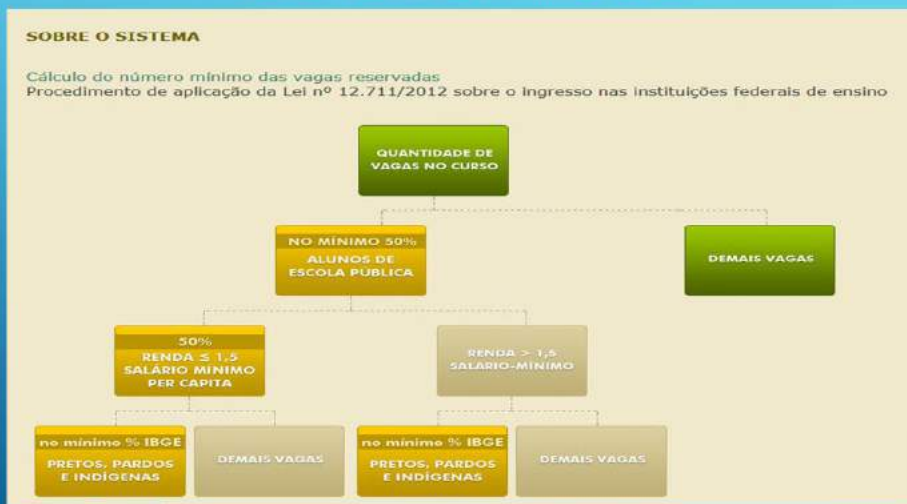 SOBRE O SISTEMA
Cálculo do número mínimo das vagas reservadas
Procedimento de aplicação da Lei nº 12.711/2012 sobre o ingresso nas instituições federais de ensino
QUANTIDADE DE
VAGAS NO CURSO
NO MÍNIMO 50%
ALUNOS DE
ESCOLA PÚBLICA
DEMAIS VAGAS
50%
RENDA ≤ 1,5
SALÁRIO MÍNIMO
PER CAPITA
RENDA > 1,5
SALÁRIO-MÍNIMO
no mínimo % IBGE
PRETOS, PARDOS
E INDÍGENAS
DEMAIS VAGAS
no mínimo % IBGE
PRETOS, PARDOS
E INDÍGENAS
DEMAIS VAGAS